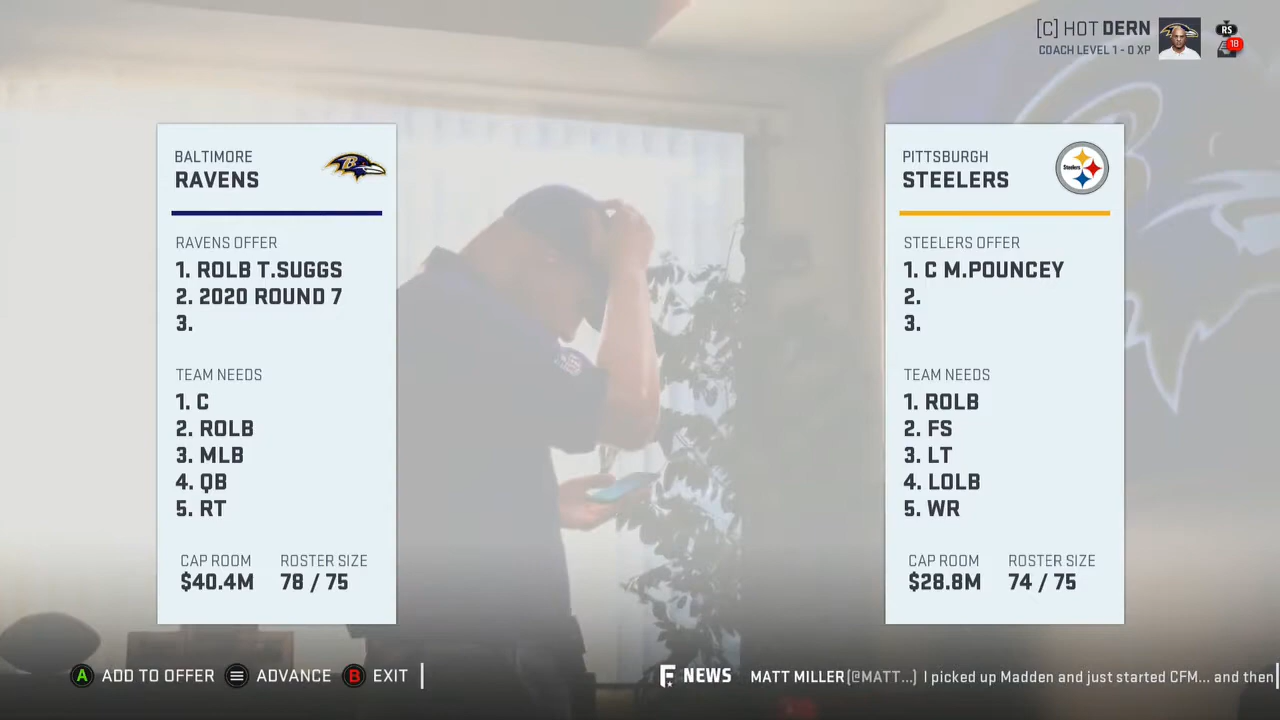 [C] HOT DERN
COACH LEVEL 1 - 0 XP
RS
18
BALTIMORE
RAVENS
RAVENS OFFER
1. ROLB T.SUGGS
2. 2020 ROUND 7
3.
TEAM NEEDS
1. C
2. ROLB
3. MLB
4. QB
5. RT
CAP ROOM ROSTER SIZE
$40.4M 78 / 75
PITTSBURGH
STEELERS
Steelers
STEELERS OFFER
1. C M.POUNCEY
2.
3.
TEAM NEEDS
1. ROLB
2. FS
3. LT
4. LOLB
5. WR
CAP ROOM ROSTER SIZE
$28.8M 74 / 75
A ADD TO OFFER ADVANCE B EXIT
F NEWS MATT MILLER[@MATT...] I picked up Madden and just started CFM... and then